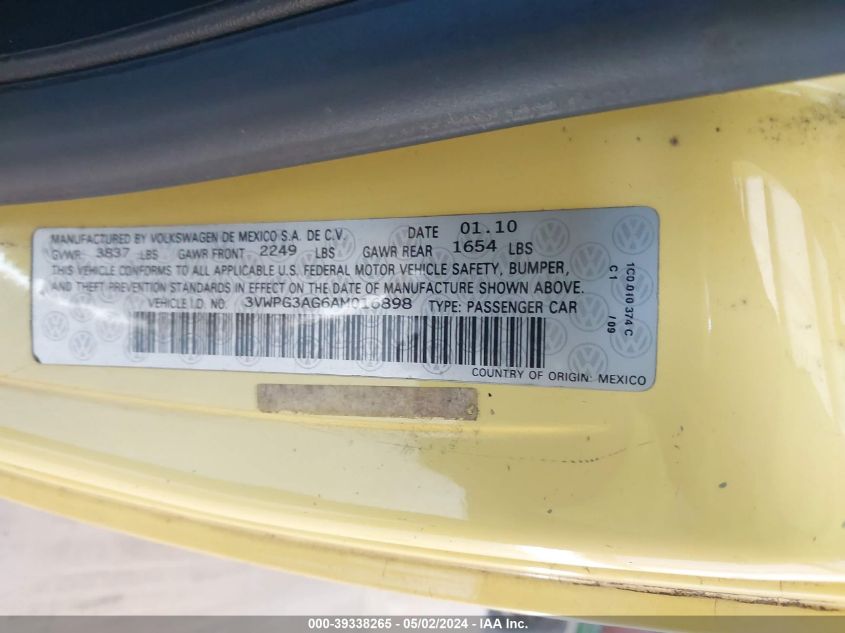 MANUFACTURED BY VOLKSWAGEN DE MEXICO S.A. DE C.V. DATE 01.10
GVWR: 3837 LBS GAWR FRONT 2249 LBS GAWR REAR 1654 LBS
THIS VEHICLE CONFORMS TO ALL APPLICABLE U.S. FEDERAL MOTOR VEHICLE SAFETY, BUMPER,
AND THEFT PREVENTION STANDARDS IN EFFECT ON THE DATE OF MANUFACTURE SHOWN ABOVE.
VEHICLE I.D. NO. 3VWPG3AG6AM016898 TYPE: PASSENGER CAR
COUNTRY OF ORIGIN: MEXICO
1C0.010.374 C
C1 /09
000-39338265 - 05/02/2024 - IAA Inc.